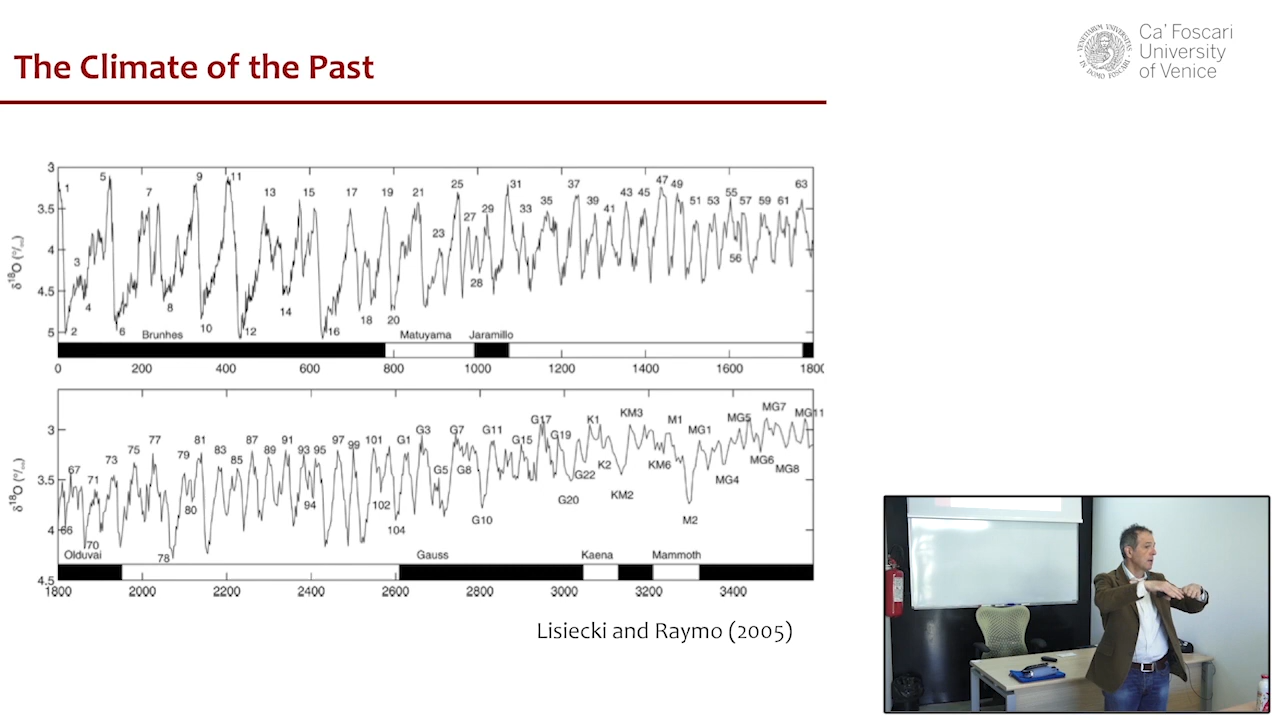 The Climate of the Past
Ca' Foscari
University
of Venice
VENETIARUM UNIVERSITAS
IN DOMO FOSCARI
3
3.5
4
4.5
5
δ18O (°/oo)
1 5 7 9 11 13 15 17 19 21 25 31 33 35 37 39 41 43 45 47 49 51 53 55 57 59 61 63
3 23 27 29 56
2 4 6 8 10 12 14 16 18 20 28
Brunhes Matuyama Jaramillo
0 200 400 600 800 1000 1200 1400 1600 1800
3
3.5
4
4.5
δ18O (°/oo)
67 71 73 75 77 79 81 83 85 87 89 91 93 95 97 99 101 G1 G3 G5 G7 G8 G11 G15 G17 G19 K1 KM3 M1 MG1 MG5 MG7 MG11
66 70 78 80 94 102 104 G10 G20 G22 K2 KM2 KM6 M2 MG4 MG6 MG8
Olduvai Gauss Kaena Mammoth
1800 2000 2200 2400 2600 2800 3000 3200 3400
Lisiecki and Raymo (2005)